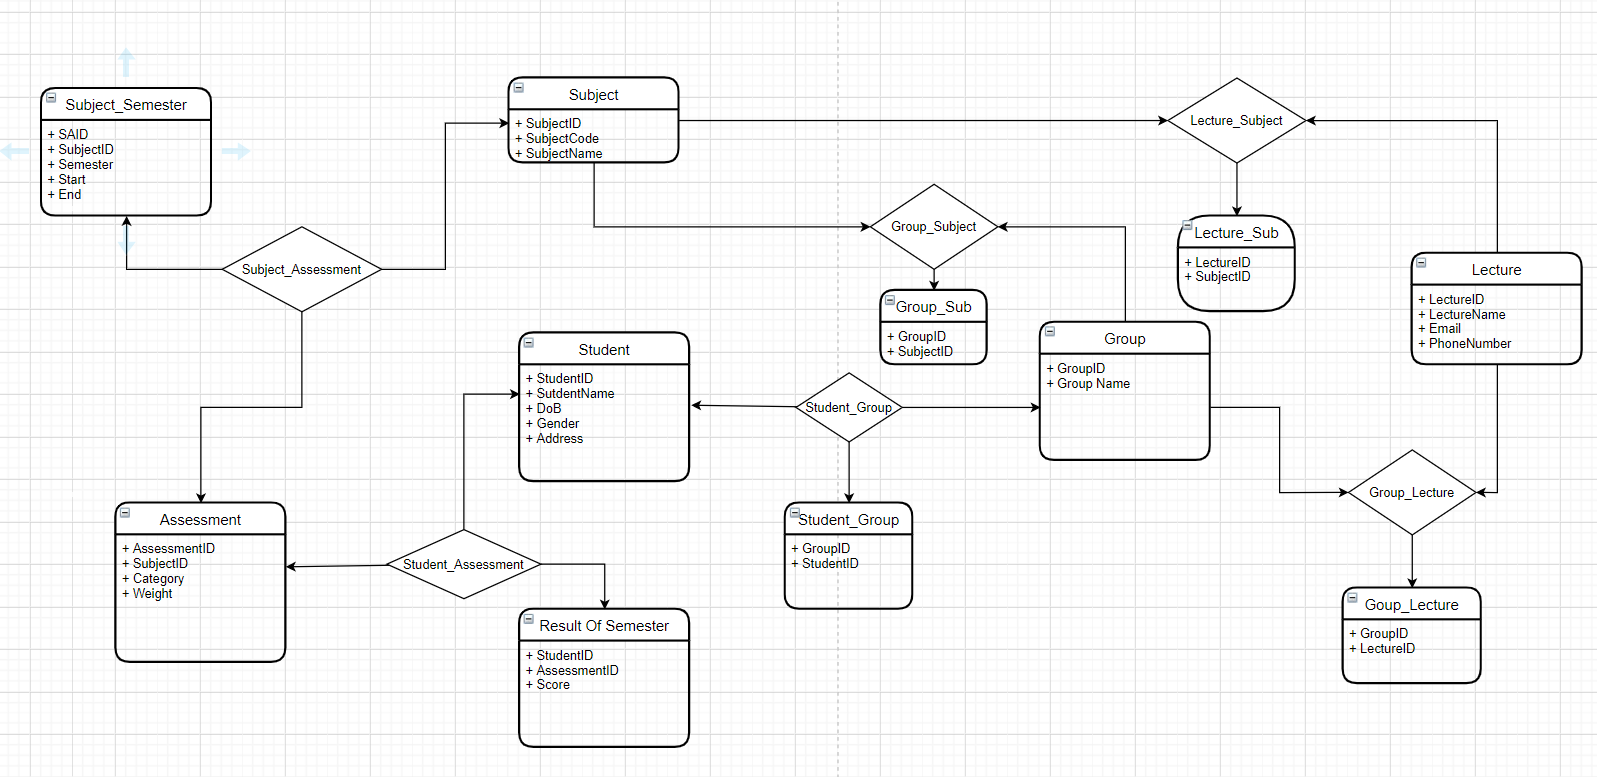 Subject_Semester
+ SAID
+ SubjectID
+ Semester
+ Start
+ End
Subject
+ SubjectID
+ SubjectCode
+ SubjectName
Lecture_Subject
Group_Subject
Lecture_Sub
+ LectureID
+ SubjectID
Lecture
+ LectureID
+ LectureName
+ Email
+ PhoneNumber
Subject_Assessment
Group_Sub
+ GroupID
+ SubjectID
Group
+ GroupID
+ Group Name
Student
+ StudentID
+ SutdentName
+ DoB
+ Gender
+ Address
Student_Group
Group_Lecture
Assessment
+ AssessmentID
+ SubjectID
+ Category
+ Weight
Student_Assessment
Student_Group
+ GroupID
+ StudentID
Result Of Semester
+ StudentID
+ AssessmentID
+ Score
Goup_Lecture
+ GroupID
+ LectureID